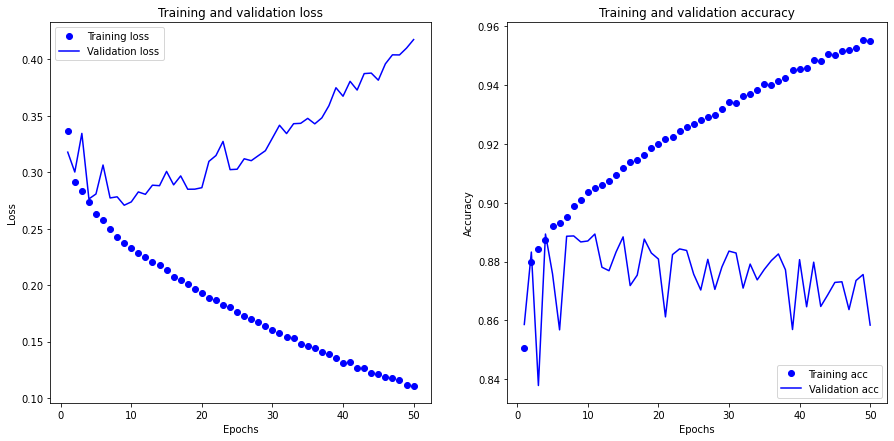 Training and validation loss
Training loss
Validation loss
0.40
0.35
0.30
0.25
0.20
0.15
0.10
Loss
0 10 20 30 40 50
Epochs
Training and validation accuracy
0.96
0.94
0.92
0.90
0.88
0.86
0.84
Accuracy
Training acc
Validation acc
0 10 20 30 40 50
Epochs